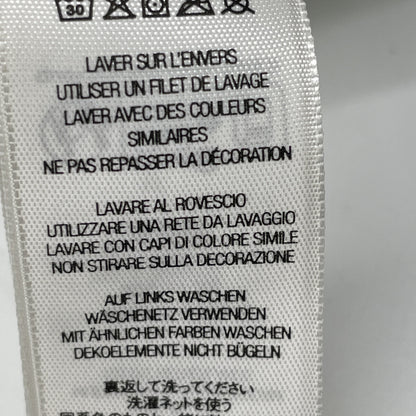 30
LAVER SUR L'ENVERS
UTILISER UN FILET DE LAVAGE
LAVER AVEC DES COULEURS
SIMILAIRES
NE PAS REPASSER LA DÉCORATION
LAVARE AL ROVESCIO
UTILIZZARE UNA RETE DA LAVAGGIO
LAVARE CON CAPI DI COLORE SIMILE
NON STIRARE SULLA DECORAZIONE
AUF LINKS WASCHEN
WÄSCHENETZ VERWENDEN
MIT ÄHNLICHEN FARBEN WASCHEN
DEKOELEMENTE NICHT BÜGELN
裏返して洗ってください
洗濯ネットを使う